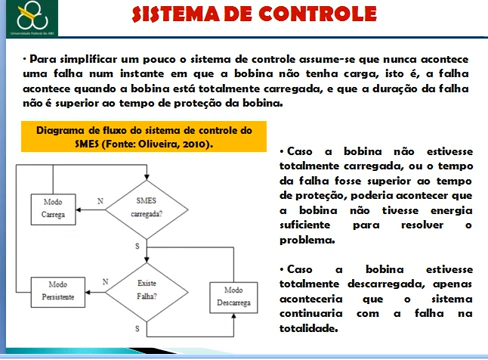 SISTEMA DE CONTROLE
Universidade Federal do ABC
• Para simplificar um pouco o sistema de controle assume-se que nunca acontece
uma falha num instante em que a bobina não tenha carga, isto é, a falha
acontece quando a bobina está totalmente carregada, e que a duração da falha
não é superior ao tempo de proteção da bobina.
Diagrama de fluxo do sistema de controle do
SMES (Fonte: Oliveira, 2010).
Modo
Carrega
N
SMES
carregada?
S
Modo
Persistente
N
Existe
Falha?
S
Modo
Descarrega
• Caso a bobina não estivesse
totalmente carregada, ou o tempo
da falha fosse superior ao tempo
de proteção, poderia acontecer que
a bobina não tivesse energia
suficiente para resolver o
problema.
• Caso a bobina estivesse
totalmente descarregada, apenas
aconteceria que o sistema
continuaria com a falha na
totalidade.